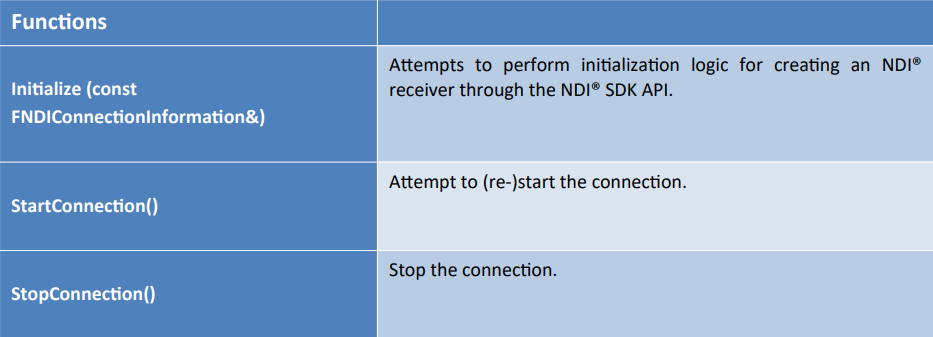 Functions
Initialize (const
FNDIConnectionInformation&)
Attempts to perform initialization logic for creating an NDI®
receiver through the NDI® SDK API.
StartConnection()
Attempt to (re-)start the connection.
StopConnection()
Stop the connection.